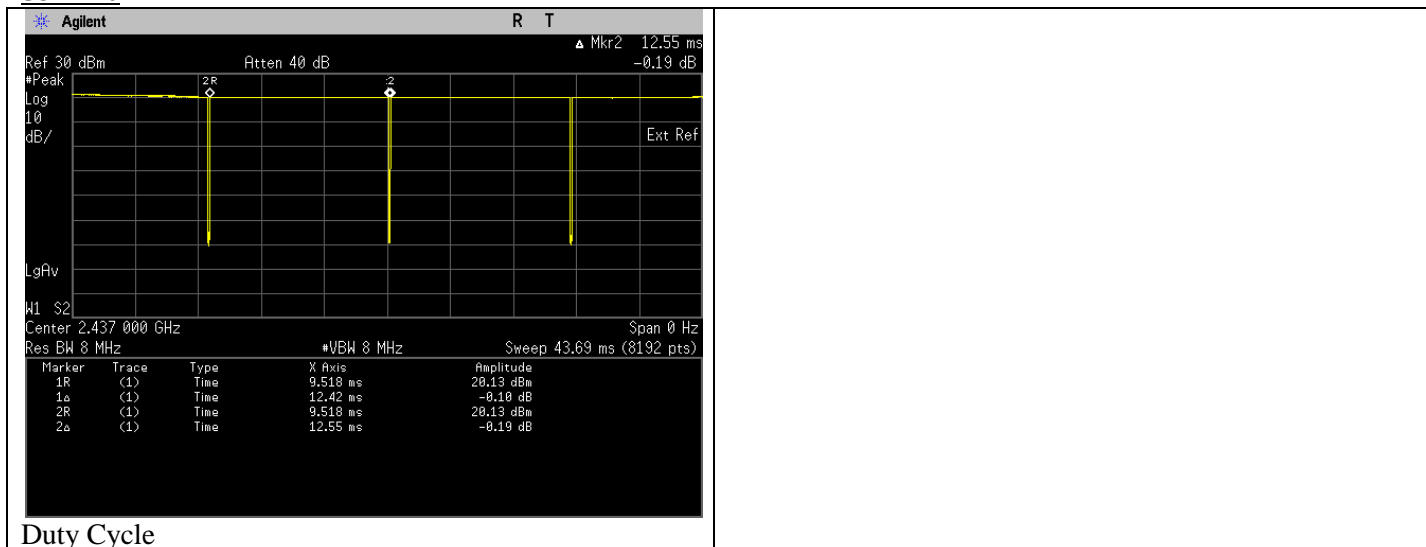 Agilent R T
▵ Mkr2 12.55 ms
Ref 30 dBm Atten 40 dB -0.19 dB
#Peak
Log
10
dB/
2R
2
Ext Ref
LgAv
W1 S2
Center 2.437 000 GHz Span 0 Hz
Res BW 8 MHz #VBW 8 MHz Sweep 43.69 ms (8192 pts)
Marker Trace Type X Axis Amplitude
1R (1) Time 9.518 ms 20.13 dBm
1▵ (1) Time 12.42 ms -0.10 dB
2R (1) Time 9.518 ms 20.13 dBm
2▵ (1) Time 12.55 ms -0.19 dB
Duty Cycle